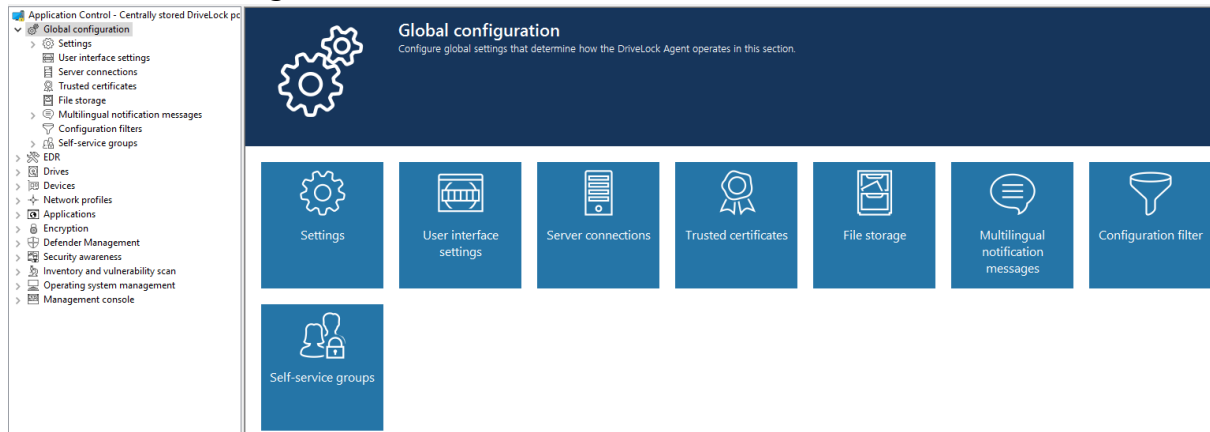 Application Control - Centrally stored DriveLock pc
Global configuration
Settings
User interface settings
Server connections
Trusted certificates
File storage
Multilingual notification messages
Configuration filters
Self-service groups
EDR
Drives
Devices
Network profiles
Applications
Encryption
Defender Management
Security awareness
Inventory and vulnerability scan
Operating system management
Management console
Global configuration
Configure global settings that determine how the DriveLock Agent operates in this section.
Settings
User interface
settings
Server connections
Trusted certificates
File storage
Multilingual
notification
messages
Configuration filter
Self-service groups